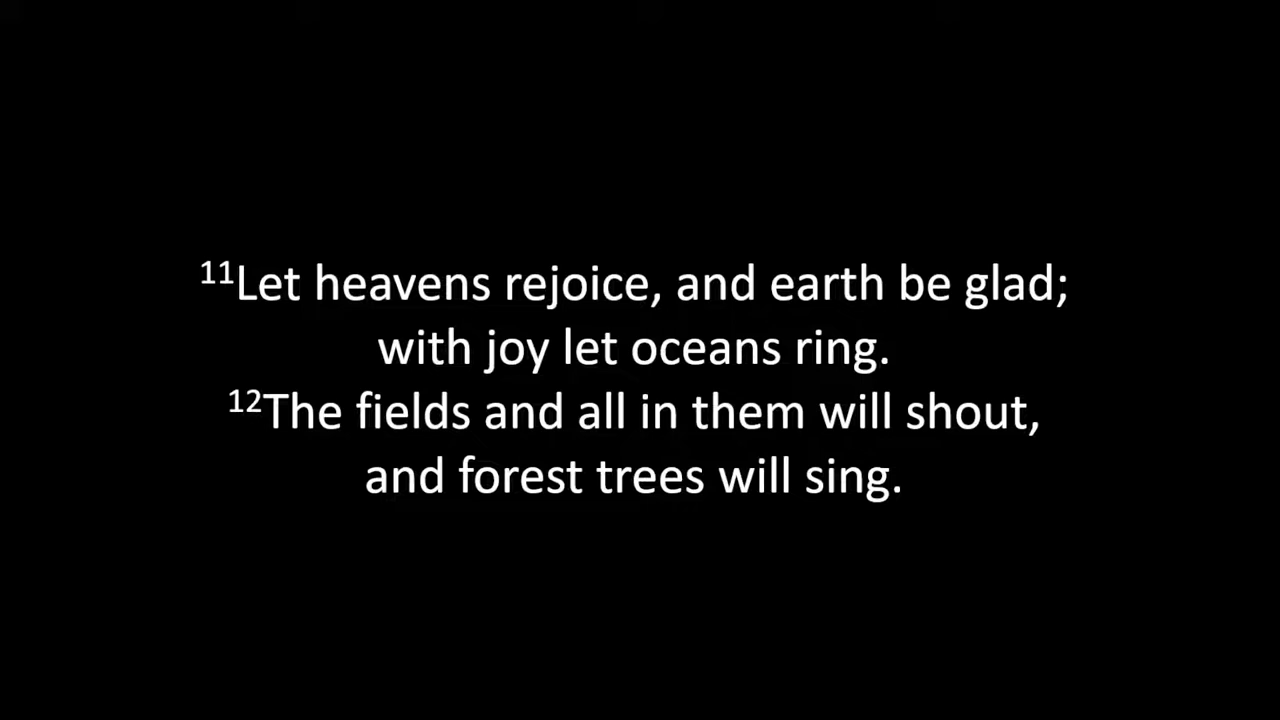 ¹¹Let heavens rejoice, and earth be glad;
with joy let oceans ring.
¹²The fields and all in them will shout,
and forest trees will sing.